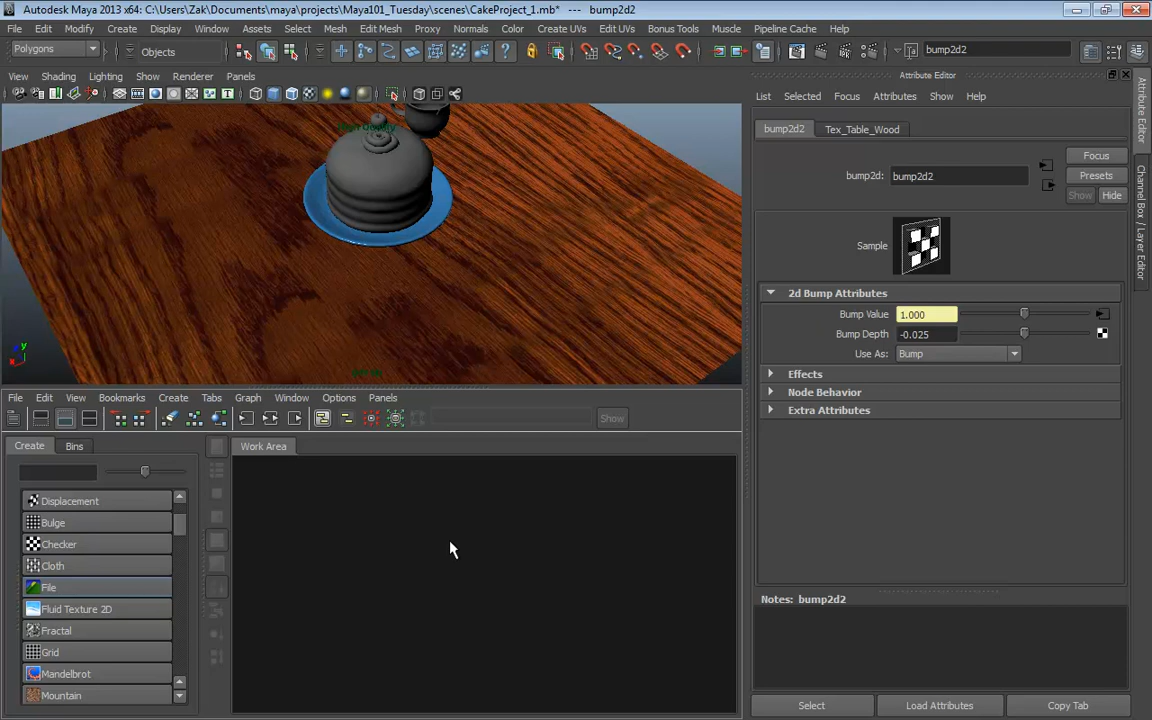 Autodesk Maya 2013 x64: C:\Users\Zak\Documents\maya\projects\Maya101_Tuesday\scenes\CakeProject_1.mb* --- bump2d2
File Edit Modify Create Display Window Assets Select Mesh Edit Mesh Proxy Normals Color Create UVs Edit UVs Bonus Tools Muscle Pipeline Cache Help
Polygons Objects bump2d2
View Shading Lighting Show Renderer Panels
Attribute Editor
List Selected Focus Attributes Show Help
bump2d2 Tex_Table_Wood
Focus
bump2d: bump2d2 Presets
Show Hide
Sample
2d Bump Attributes
Bump Value 1.000
Bump Depth -0.025
Use As: Bump
Effects
Node Behavior
Extra Attributes
Attribute Editor
Channel Box / Layer Editor
y
x
File Edit View Bookmarks Create Tabs Graph Window Options Panels
Show
Create Bins Work Area
Displacement
Bulge
Checker
Cloth
File
Fluid Texture 2D
Fractal
Grid
Mandelbrot
Mountain
Notes: bump2d2
Select Load Attributes Copy Tab